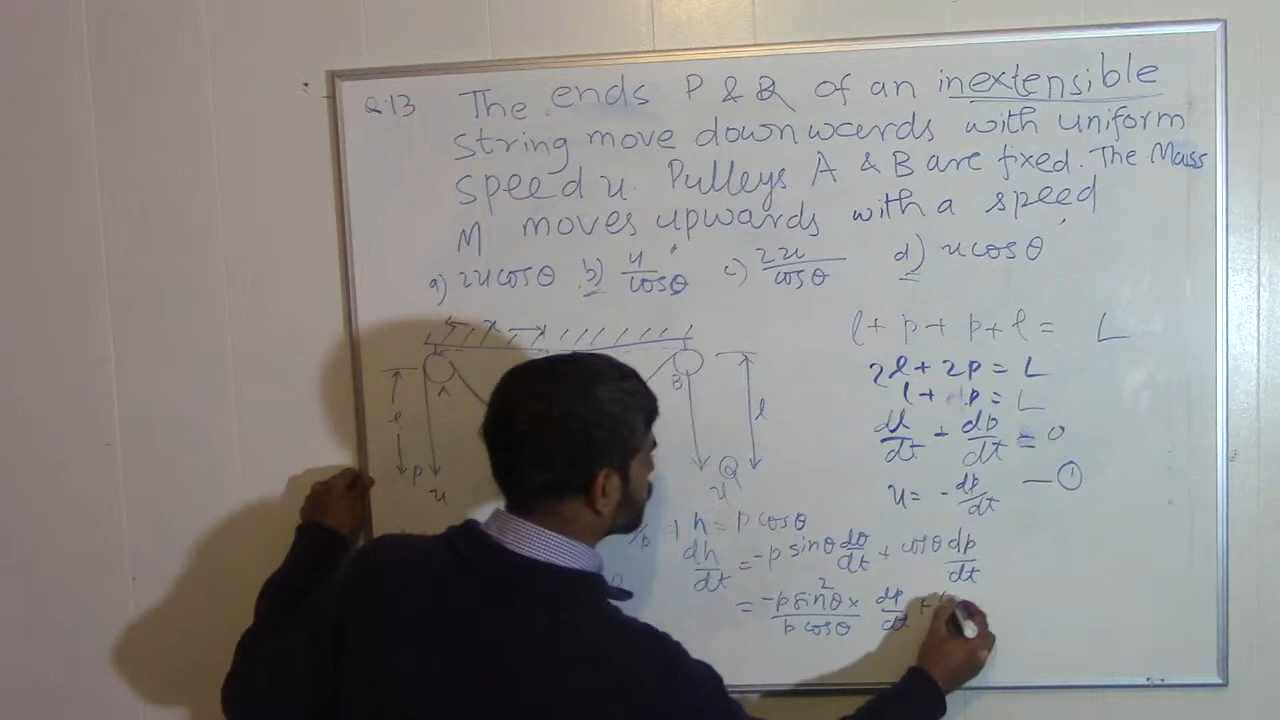 Q.13 The ends P & Q of an inextensible
string move downwards with uniform
speed u. Pulleys A & B are fixed. The Mass
M moves upwards with a speed
a) 2u cosθ b) u/cosθ c) 2u/cosθ d) u cosθ
x
A
B
l
l
P
u
Q
u
l + p + p + l = L
2l + 2p = L
l + p = L
dl/dt + dp/dt = 0
u = - dp/dt — ①
h = p cosθ
dh/dt = -p sinθ dθ/dt + cosθ dp/dt
= -p sin²θ x / p cosθ dp/dt +